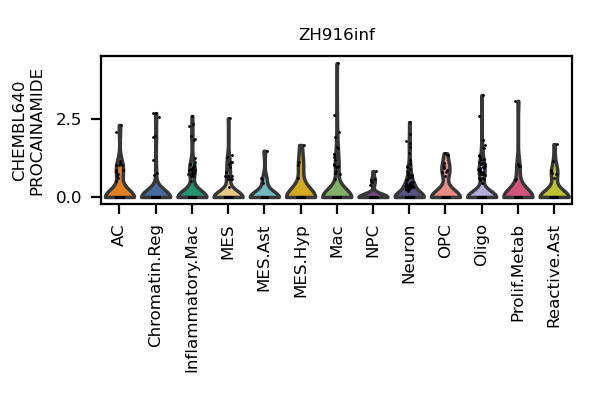 ZH916inf
CHEMBL640
PROCAINAMIDE
2.5
0.0
AC
Chromatin.Reg
Inflammatory.Mac
MES
MES.Ast
MES.Hyp
Mac
NPC
Neuron
OPC
Oligo
Prolif.Metab
Reactive.Ast